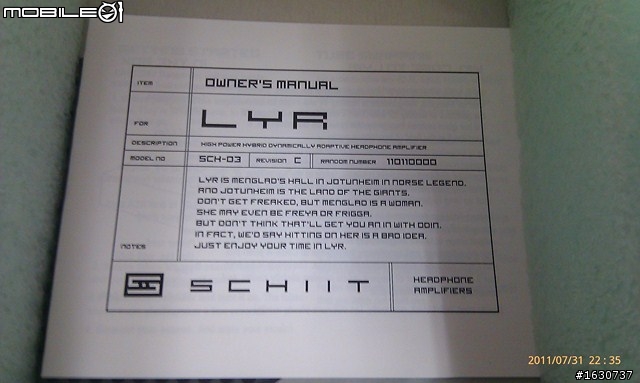 MOBILE01
ITEM OWNER'S MANUAL
FOR LYR
DESCRIPTION HIGH POWER HYBRID DYNAMICALLY ADAPTIVE HEADPHONE AMPLIFIER
MODEL NO SCH-03 REVISION C RANDOM NUMBER 110110000
LYR IS MENGLAD'S HALL IN JOTUNHEIM IN NORSE LEGEND.
AND JOTUNHEIM IS THE LAND OF THE GIANTS.
DON'T GET FREAKED, BUT MENGLAD IS A WOMAN.
SHE MAY EVEN BE FREYA OR FRIGGA.
BUT DON'T THINK THAT'LL GET YOU AN IN WITH ODIN.
IN FACT, WE'D SAY HITTING ON HER IS A BAD IDEA.
NOTES JUST ENJOY YOUR TIME IN LYR.
SCHIIT
HEADPHONE
AMPLIFIERS
2011/07/31 22:35
#1630737